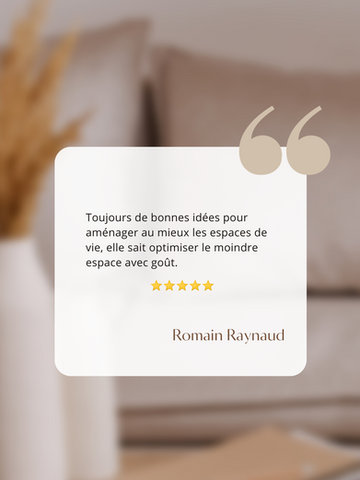 Toujours de bonnes idées pour
aménager au mieux les espaces de
vie, elle sait optimiser le moindre
espace avec goût.
Romain Raynaud